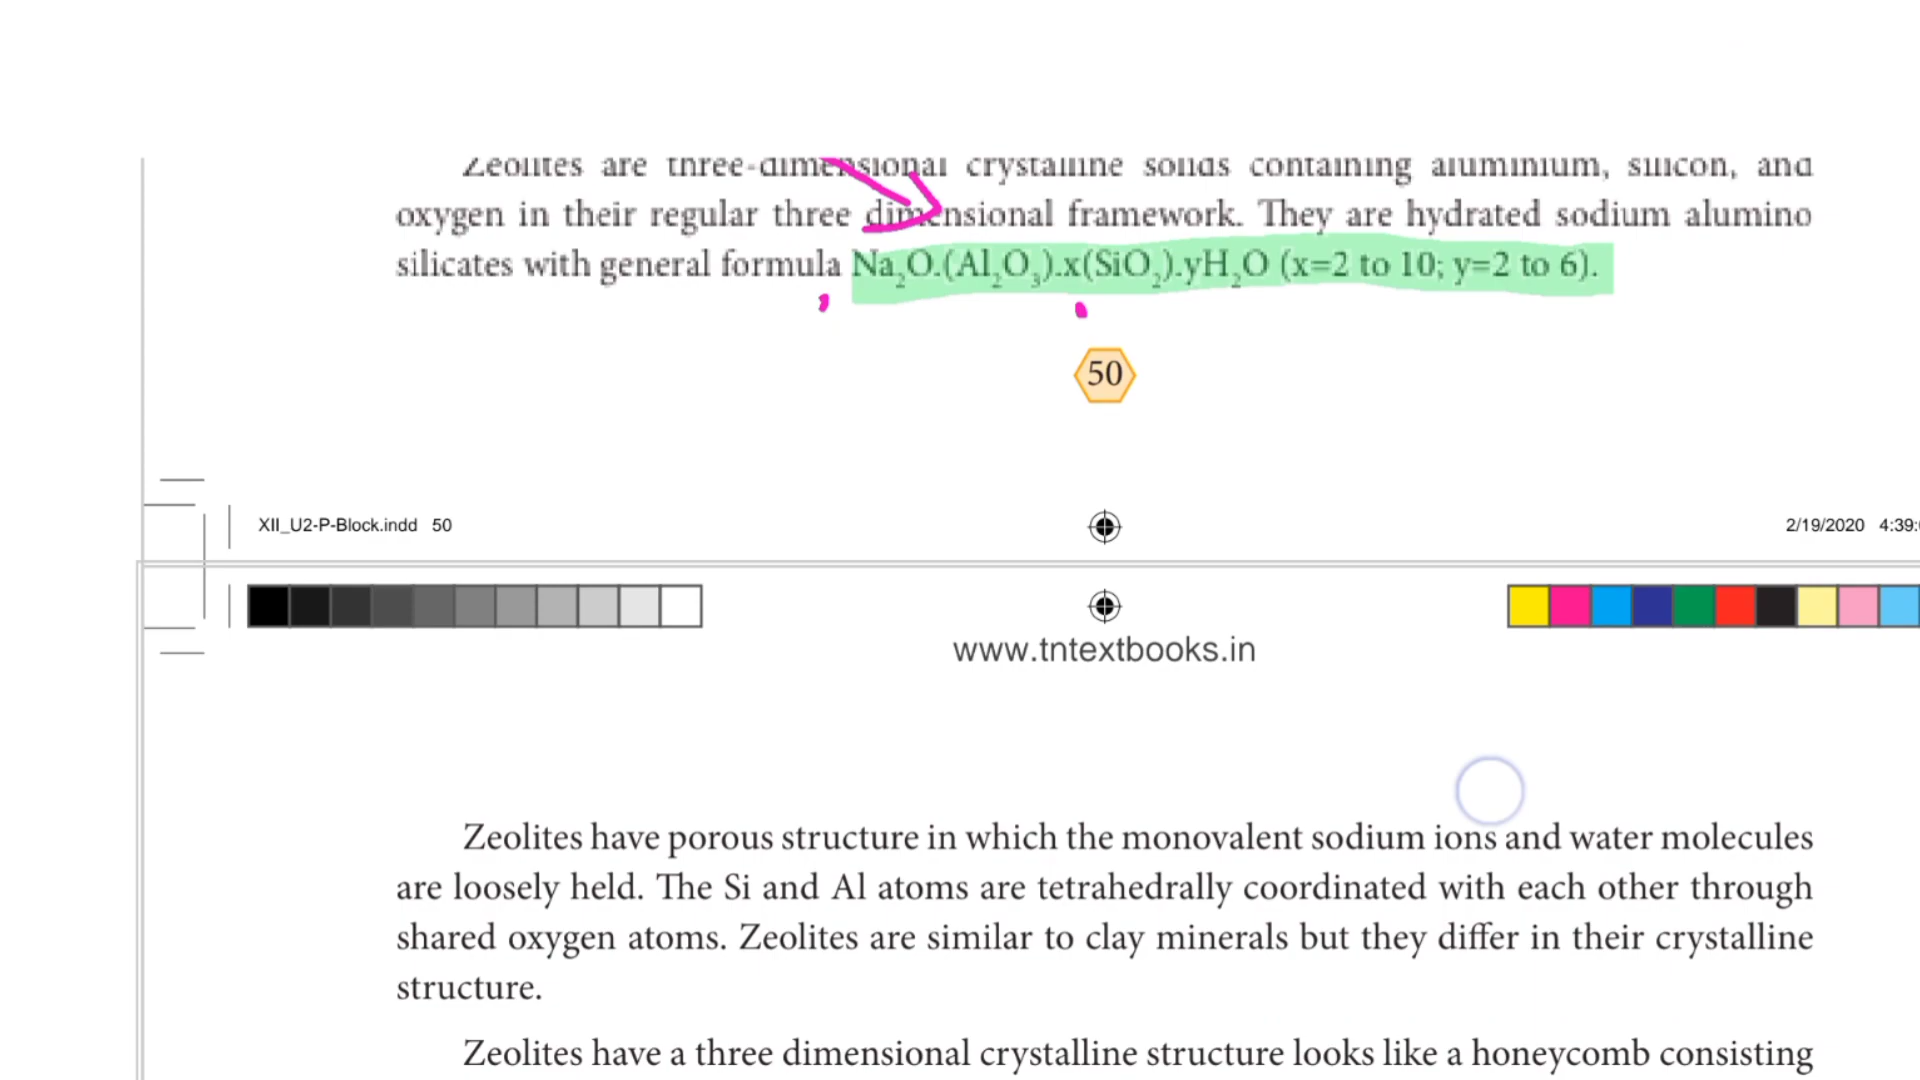 Zeolites are three-dimensional crystalline solids containing aluminium, silicon, and
oxygen in their regular three dimensional framework. They are hydrated sodium alumino
silicates with general formula Na₂O.(Al₂O₃).x(SiO₂).yH₂O (x=2 to 10; y=2 to 6).
50
XII_U2-P-Block.indd 50
2/19/2020 4:39:
www.tntextbooks.in
Zeolites have porous structure in which the monovalent sodium ions and water molecules
are loosely held. The Si and Al atoms are tetrahedrally coordinated with each other through
shared oxygen atoms. Zeolites are similar to clay minerals but they differ in their crystalline
structure.
Zeolites have a three dimensional crystalline structure looks like a honeycomb consisting